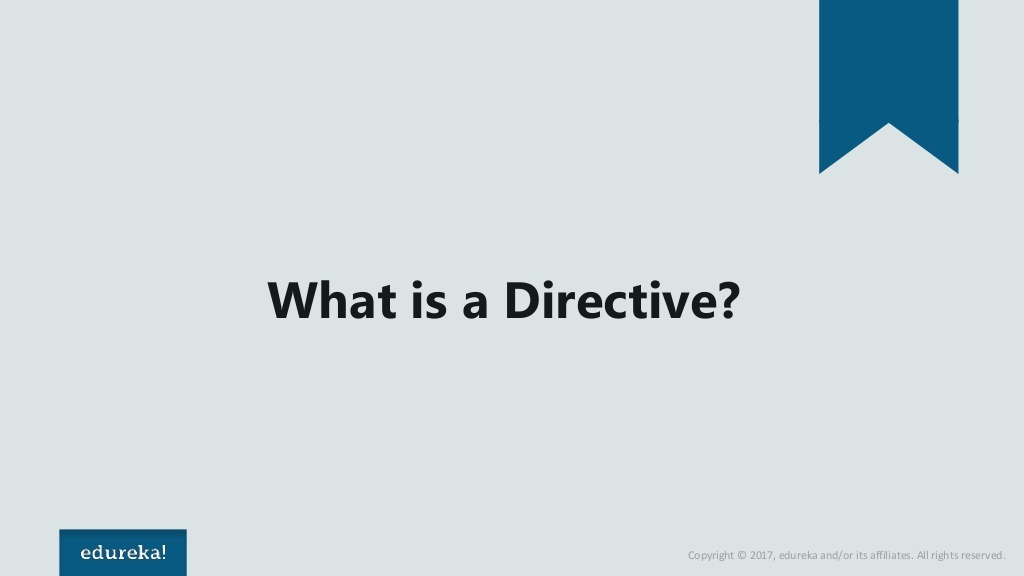 What is a Directive?
edureka!
Copyright © 2017, edureka and/or its affiliates. All rights reserved.